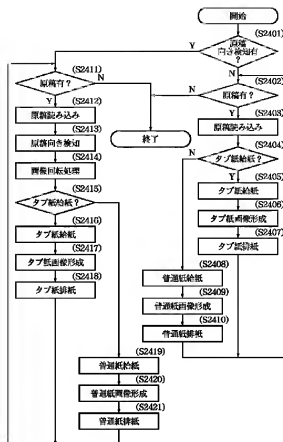 開始
(S2401)
原稿
向き検知有?
Y
N
(S2402)
原稿有?
N
Y
(S2403)
原稿読み込み
(S2404)
タブ紙給紙?
N
Y
(S2405)
タブ紙給紙
(S2406)
タブ紙画像形成
(S2407)
タブ紙排紙
(S2408)
普通紙給紙
(S2409)
普通紙画像形成
(S2410)
普通紙排紙
(S2411)
原稿有?
N
Y
終了
(S2412)
原稿読み込み
(S2413)
原稿向き検知
(S2414)
画像回転処理
(S2415)
タブ紙給紙?
(S2416)
タブ紙給紙
(S2417)
タブ紙画像形成
(S2418)
タブ紙排紙
(S2419)
普通紙給紙
(S2420)
普通紙画像形成
(S2421)
普通紙排紙